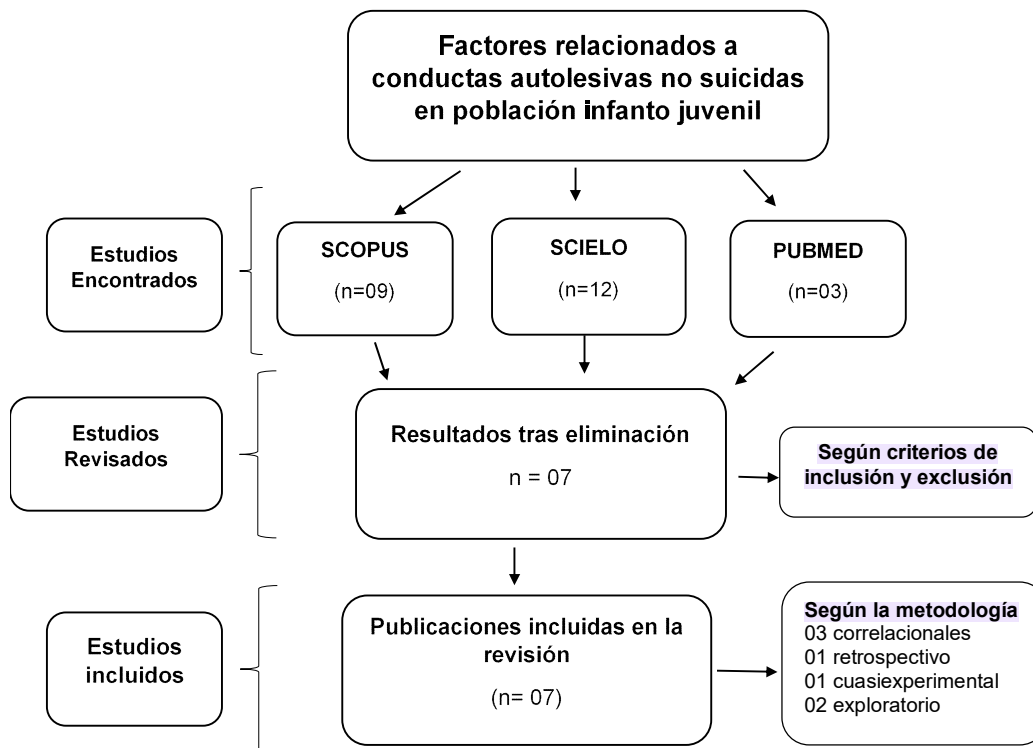 Factores relacionados a
conductas autolesivas no suicidas
en población infanto juvenil
Estudios
Encontrados
SCOPUS
(n=09)
SCIELO
(n=12)
PUBMED
(n=03)
Estudios
Revisados
Resultados tras eliminación
n = 07
Según criterios de
inclusión y exclusión
Estudios
incluidos
Publicaciones incluidas en la
revisión
(n= 07)
Según la metodología
03 correlacionales
01 retrospectivo
01 cuasiexperimental
02 exploratorio